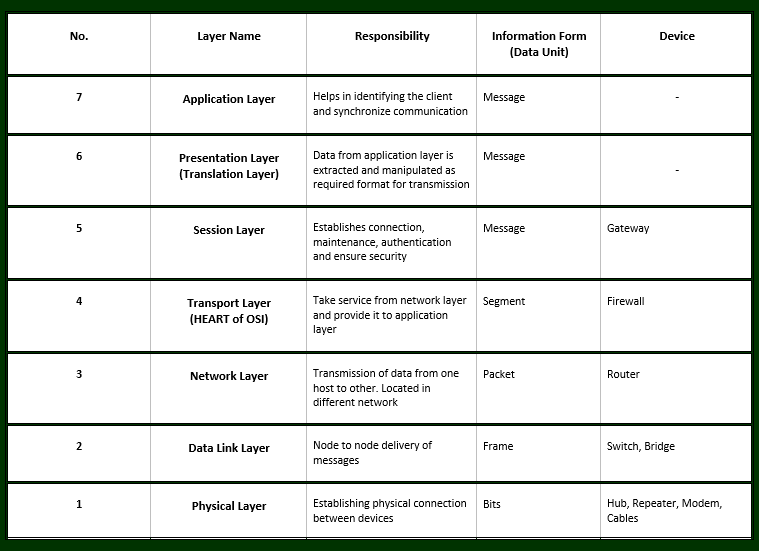 No. Layer Name Responsibility Information Form
(Data Unit) Device
7 Application Layer Helps in identifying the client
and synchronize communication Message -
6 Presentation Layer
(Translation Layer) Data from application layer is
extracted and manipulated as
required format for transmission Message -
5 Session Layer Establishes connection,
maintenance, authentication
and ensure security Message Gateway
4 Transport Layer
(HEART of OSI) Take service from network layer
and provide it to application
layer Segment Firewall
3 Network Layer Transmission of data from one
host to other. Located in
different network Packet Router
2 Data Link Layer Node to node delivery of
messages Frame Switch, Bridge
1 Physical Layer Establishing physical connection
between devices Bits Hub, Repeater, Modem,
Cables